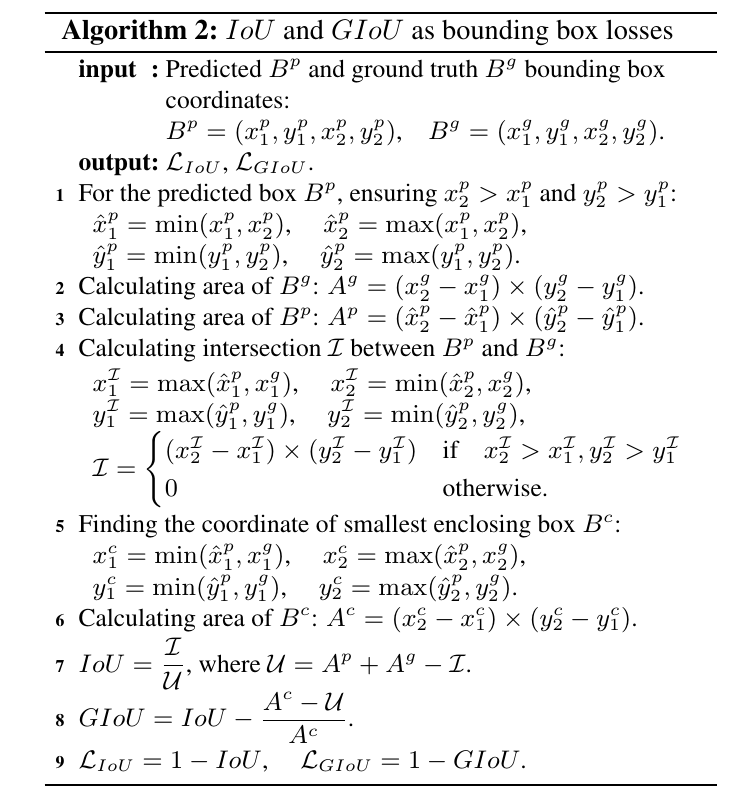 Algorithm 2: IoU and GIoU as bounding box losses
input : Predicted $B^p$ and ground truth $B^g$ bounding box
coordinates:
$B^p = (x_1^p, y_1^p, x_2^p, y_2^p), \quad B^g = (x_1^g, y_1^g, x_2^g, y_2^g).$
output: $\mathcal{L}_{IoU}, \mathcal{L}_{GIoU}.$
1 For the predicted box $B^p$, ensuring $x_2^p > x_1^p$ and $y_2^p > y_1^p$:
$\hat{x}_1^p = \min(x_1^p, x_2^p), \quad \hat{x}_2^p = \max(x_1^p, x_2^p),$
$\hat{y}_1^p = \min(y_1^p, y_2^p), \quad \hat{y}_2^p = \max(y_1^p, y_2^p).$
2 Calculating area of $B^g$: $A^g = (x_2^g - x_1^g) \times (y_2^g - y_1^g).$
3 Calculating area of $B^p$: $A^p = (\hat{x}_2^p - \hat{x}_1^p) \times (\hat{y}_2^p - \hat{y}_1^p).$
4 Calculating intersection $\mathcal{I}$ between $B^p$ and $B^g$:
$x_1^{\mathcal{I}} = \max(\hat{x}_1^p, x_1^g), \quad x_2^{\mathcal{I}} = \min(\hat{x}_2^p, x_2^g),$
$y_1^{\mathcal{I}} = \max(\hat{y}_1^p, y_1^g), \quad y_2^{\mathcal{I}} = \min(\hat{y}_2^p, y_2^g),$
$\mathcal{I} = \begin{cases} (x_2^{\mathcal{I}} - x_1^{\mathcal{I}}) \times (y_2^{\mathcal{I}} - y_1^{\mathcal{I}}) & \text{if} \quad x_2^{\mathcal{I}} > x_1^{\mathcal{I}}, y_2^{\mathcal{I}} > y_1^{\mathcal{I}} \\ 0 & \text{otherwise.} \end{cases}$
5 Finding the coordinate of smallest enclosing box $B^c$:
$x_1^c = \min(\hat{x}_1^p, x_1^g), \quad x_2^c = \max(\hat{x}_2^p, x_2^g),$
$y_1^c = \min(\hat{y}_1^p, y_1^g), \quad y_2^c = \max(\hat{y}_2^p, y_2^g).$
6 Calculating area of $B^c$: $A^c = (x_2^c - x_1^c) \times (y_2^c - y_1^c).$
7 $IoU = \dfrac{\mathcal{I}}{\mathcal{U}}$, where $\mathcal{U} = A^p + A^g - \mathcal{I}.$
8 $GIoU = IoU - \dfrac{A^c - \mathcal{U}}{A^c}.$
9 $\mathcal{L}_{IoU} = 1 - IoU, \quad \mathcal{L}_{GIoU} = 1 - GIoU.$